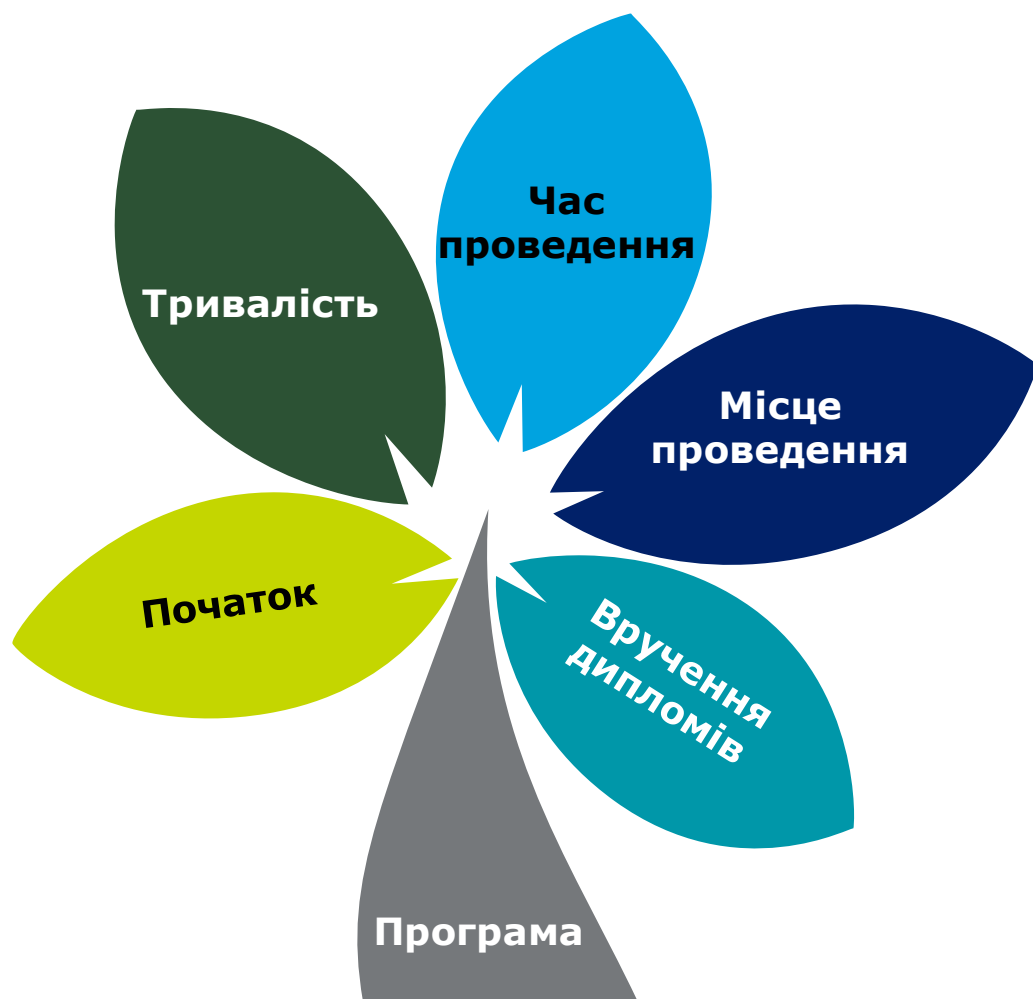 Час
проведення
Тривалість
Місце
проведення
Початок
Вручення
дипломів
Програма